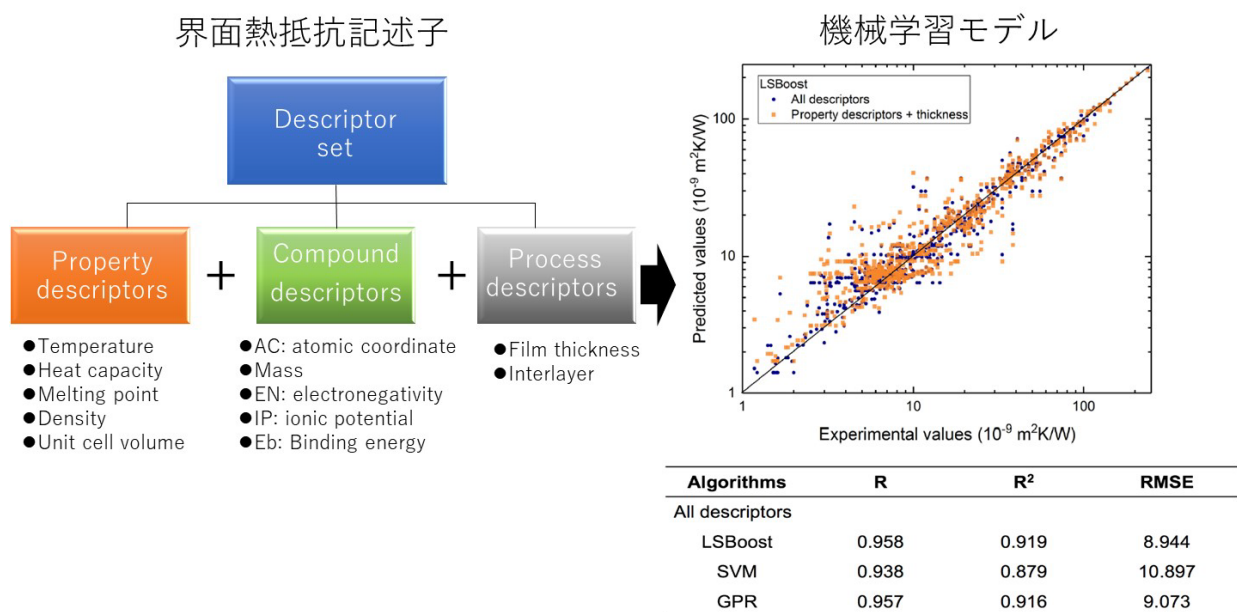 界面熱抵抗記述子
Descriptor
set
Property
descriptors
+
Compound
descriptors
+
Process
descriptors
●Temperature
●Heat capacity
●Melting point
●Density
●Unit cell volume
●AC: atomic coordinate
●Mass
●EN: electronegativity
●IP: ionic potential
●Eb: Binding energy
●Film thickness
●Interlayer
機械学習モデル
LSBoost
All descriptors
Property descriptors + thickness
Predicted values (10⁻⁹ m²K/W)
100
10
1
1
10
100
Experimental values (10⁻⁹ m²K/W)
Algorithms R R² RMSE
All descriptors
LSBoost 0.958 0.919 8.944
SVM 0.938 0.879 10.897
GPR 0.957 0.916 9.073